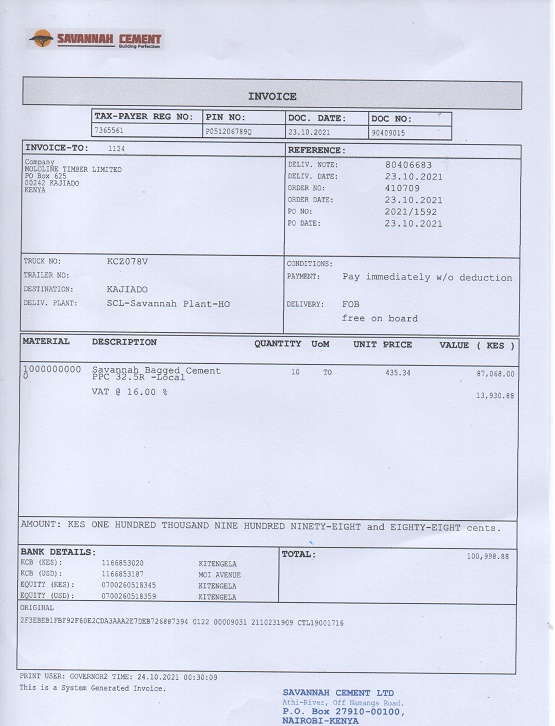 SAVANNAH CEMENT
Building Perfection
INVOICE
TAX-PAYER REG NO: PIN NO: DOC. DATE: DOC NO:
7365561 P051206789Q 23.10.2021 90409015
INVOICE-TO: 1124
Company
MOLOLINE TIMBER LIMITED
PO Box 625
00242 KAJIADO
KENYA
REFERENCE:
DELIV. NOTE: 80406683
DELIV. DATE: 23.10.2021
ORDER NO: 410709
ORDER DATE: 23.10.2021
PO NO: 2021/1592
PO DATE: 23.10.2021
TRUCK NO: KCZ078V
TRAILER NO:
DESTINATION: KAJIADO
DELIV. PLANT: SCL-Savannah Plant-HO
CONDITIONS:
PAYMENT: Pay immediately w/o deduction
DELIVERY: FOB
free on board
MATERIAL DESCRIPTION QUANTITY UoM UNIT PRICE VALUE ( KES )
1000000000 Savannah Bagged Cement 10 TO 435.34 87,068.00
0 PPC 32.5R -Local
VAT @ 16.00 % 13,930.88
AMOUNT: KES ONE HUNDRED THOUSAND NINE HUNDRED NINETY-EIGHT and EIGHTY-EIGHT cents.
BANK DETAILS:
KCB (KES): 1166853020 KITENGELA
KCB (USD): 1166853187 MOI AVENUE
EQUITY (KES): 0700260518345 KITENGELA
EQUITY (USD): 0700260518359 KITENGELA
TOTAL: 100,998.88
ORIGINAL
2F3EBEB1FBF92F60E2CDA3AAA2E7DEB726887394 0122 00009031 2110231909 CTL19001716
PRINT USER: GOVERNOR2 TIME: 24.10.2021 00:30:09
This is a System Generated Invoice.
SAVANNAH CEMENT LTD
Athi-River, Off Namanga Road,
P.O. Box 27910-00100,
NAIROBI-KENYA